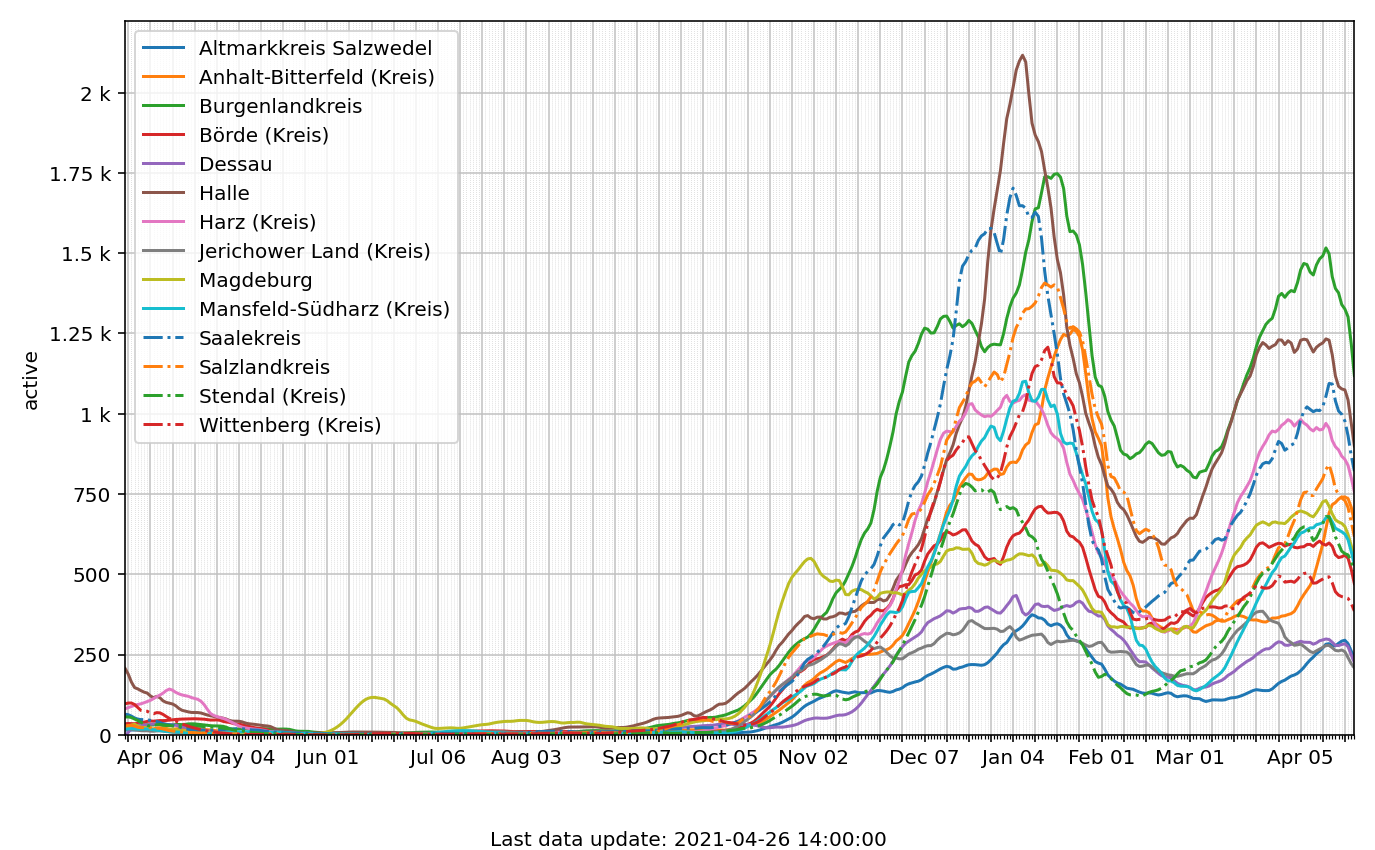 Altmarkkreis Salzwedel
Anhalt-Bitterfeld (Kreis)
Burgenlandkreis
Börde (Kreis)
Dessau
Halle
Harz (Kreis)
Jerichower Land (Kreis)
Magdeburg
Mansfeld-Südharz (Kreis)
Saalekreis
Salzlandkreis
Stendal (Kreis)
Wittenberg (Kreis)
2 k
1.75 k
1.5 k
1.25 k
1 k
750
500
250
0
active
Apr 06 May 04 Jun 01 Jul 06 Aug 03 Sep 07 Oct 05 Nov 02 Dec 07 Jan 04 Feb 01 Mar 01 Apr 05
Last data update: 2021-04-26 14:00:00